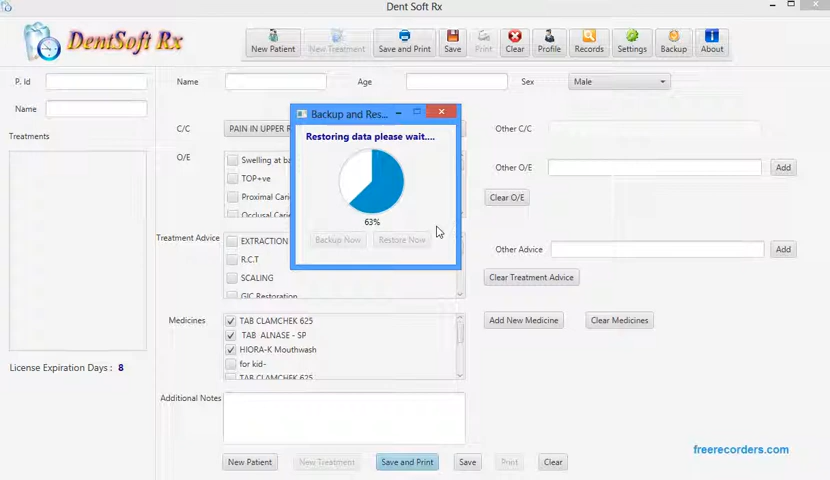 Dent Soft Rx
DentSoft Rx
New Patient
New Treatment
Save and Print
Save
Print
Clear
Profile
Records
Settings
Backup
About
P. Id
Name
Age
Sex
Male
Name
Treatments
C/C
PAIN IN UPPER
Other C/C
O/E
Swelling at
TOP+ve
Proximal
Occlusal
Other O/E
Add
Clear O/E
Backup and Res...
Restoring data please wait....
63%
Backup Now
Restore Now
Treatment Advice
EXTRACTION
R.C.T
SCALING
GIC Restoration
Other Advice
Add
Clear Treatment Advice
Medicines
TAB CLAMCHEK 625
TAB ALNASE - SP
HIORA-K Mouthwash
for kid-
TAB CLAMCHEK 625
Add New Medicine
Clear Medicines
License Expiration Days : 8
Additional Notes
freerecorders.com
New Patient
New Treatment
Save and Print
Save
Print
Clear